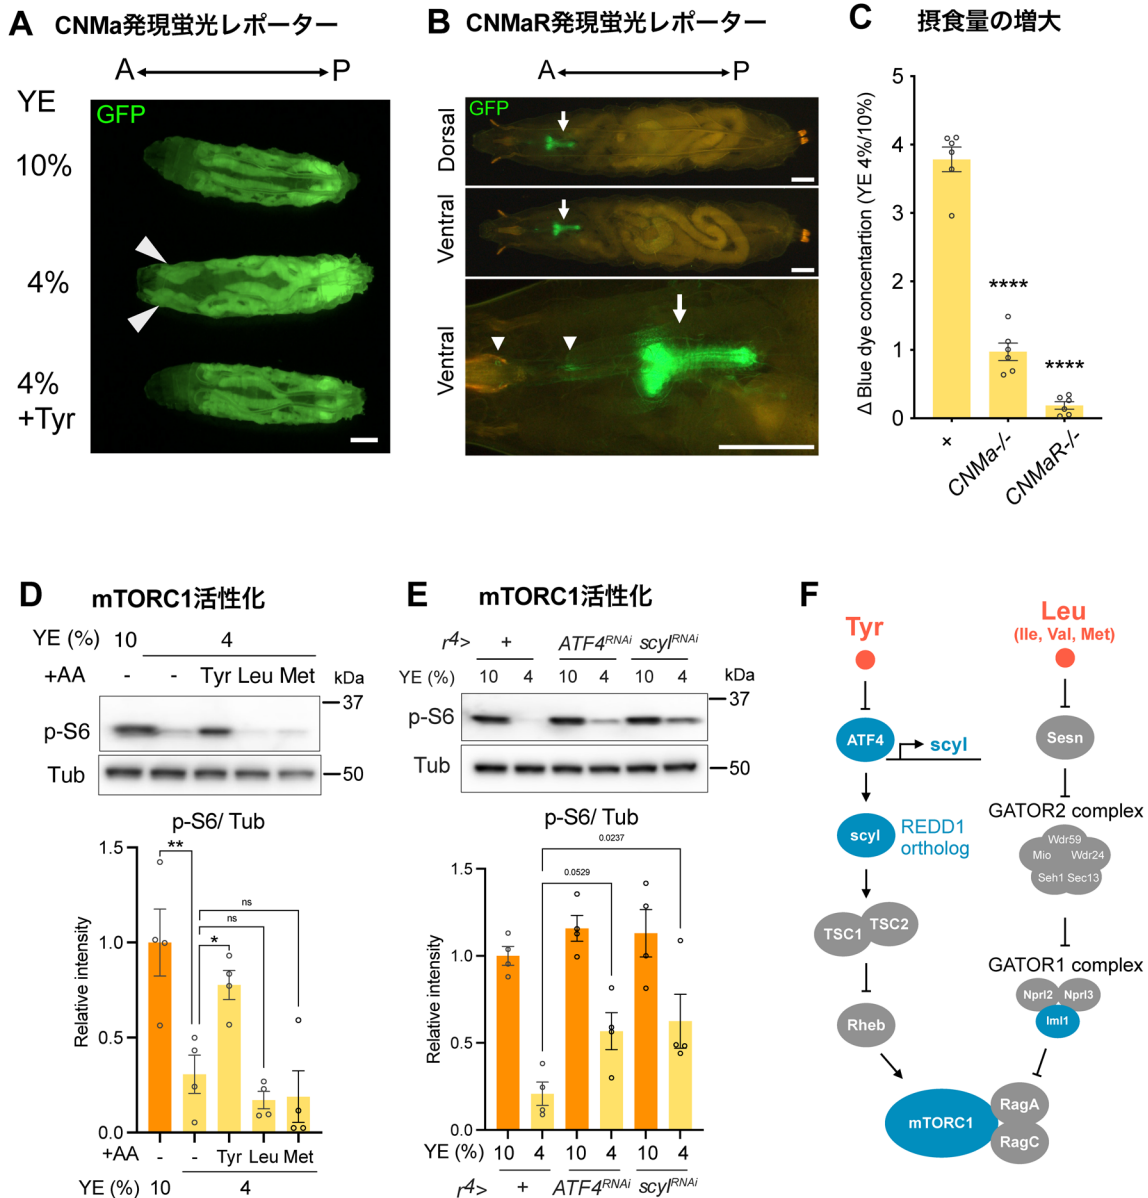 A CNMa発現蛍光レポーター
A P
YE
GFP
10%
4%
4%
+Tyr
B CNMaR発現蛍光レポーター
A P
GFP
Dorsal
Ventral
Ventral
C 摂食量の増大
Δ Blue dye concentartion (YE 4%/10%)
5
4
3
2
1
0
****
****
+ CNMa-/- CNMaR-/-
D mTORC1活性化
YE (%) 10 4
+AA - - Tyr Leu Met kDa
p-S6 37
Tub 50
p-S6/ Tub
Relative intensity
1.5
1.0
0.5
0.0
** * ns ns
+AA - - Tyr Leu Met
YE (%) 10 4
E mTORC1活性化
r4> + ATF4RNAi scylRNAi
YE (%) 10 4 10 4 10 4 kDa
p-S6 37
Tub 50
p-S6/ Tub
0.0237
0.0529
Relative intensity
1.5
1.0
0.5
0.0
YE (%) 10 4 10 4 10 4
r4> + ATF4RNAi scylRNAi
F
Tyr
Leu
(Ile, Val, Met)
ATF4
scyl
Sesn
GATOR2 complex
scyl
REDD1
ortholog
Wdr59
Mio Wdr24
Seh1 Sec13
TSC1 TSC2
GATOR1 complex
Nprl2 Nprl3
Iml1
Rheb
mTORC1
RagA
RagC